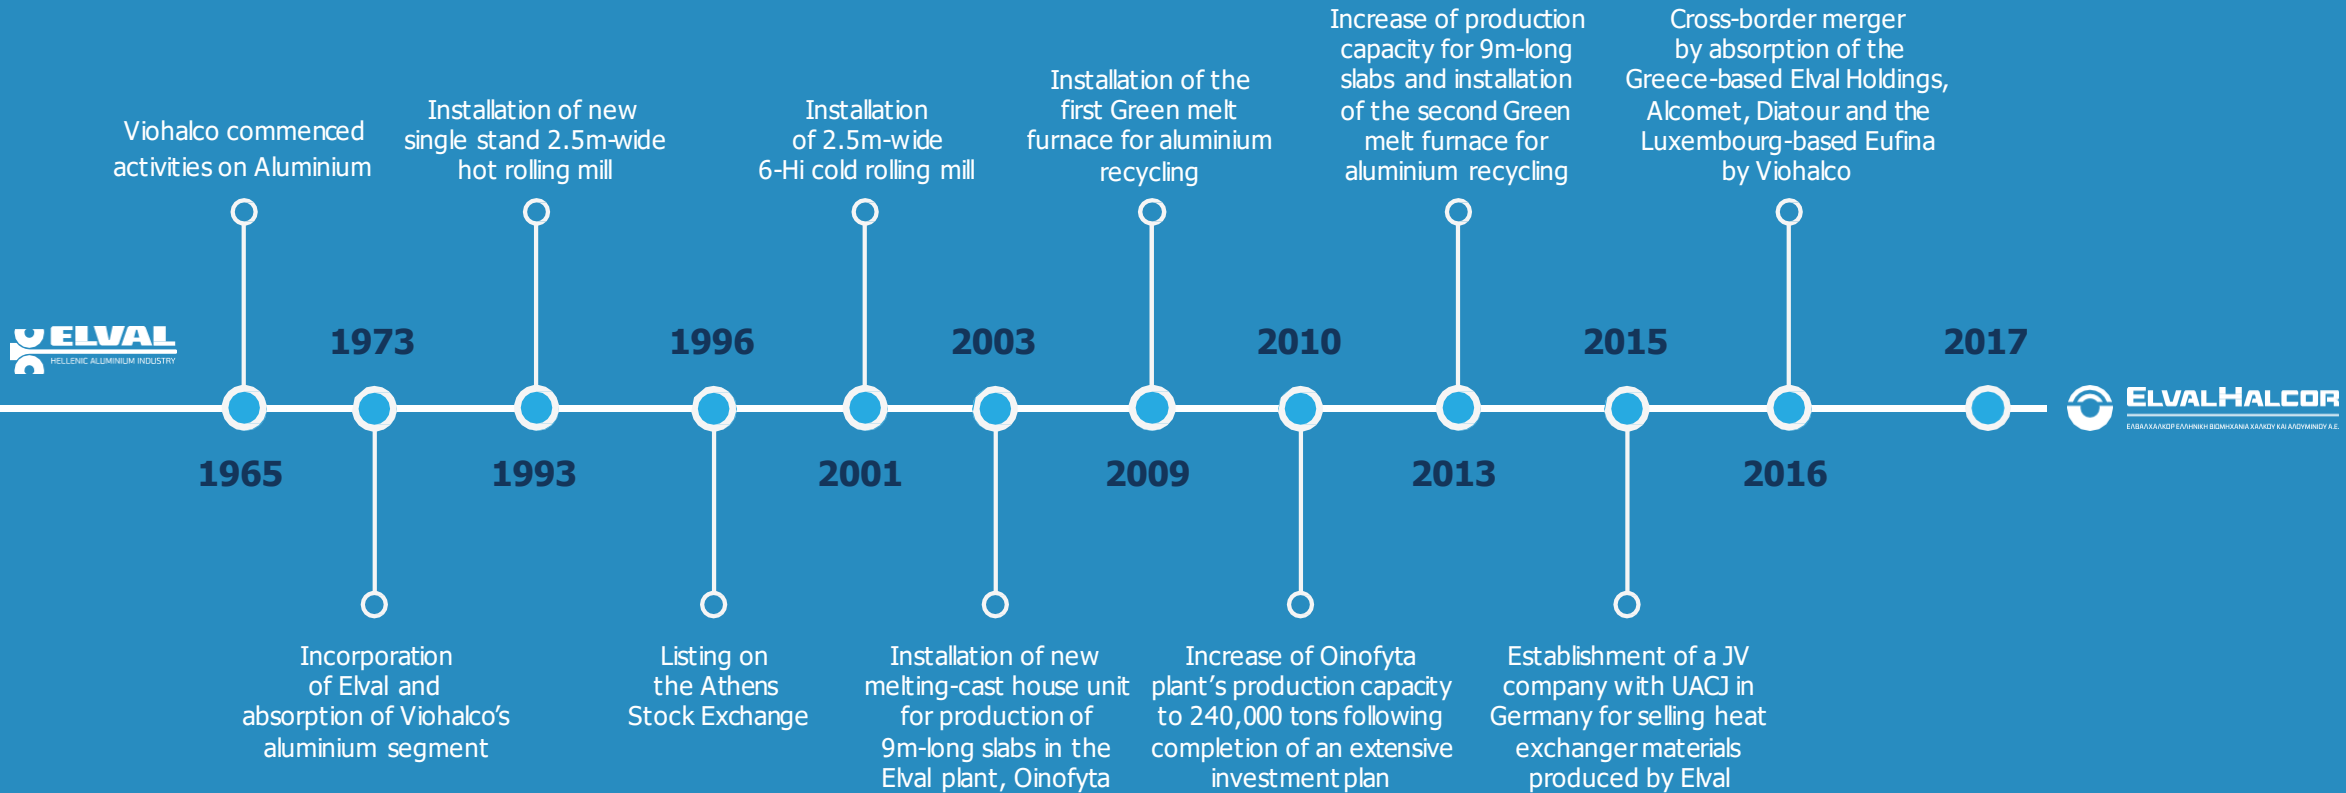 Viohalco commenced
activities on Aluminium
Installation of new
single stand 2.5m-wide
hot rolling mill
Installation
of 2.5m-wide
6-Hi cold rolling mill
Installation of the
first Green melt
furnace for aluminium
recycling
Increase of production
capacity for 9m-long
slabs and installation
of the second Green
melt furnace for
aluminium recycling
Cross-border merger
by absorption of the
Greece-based Elval Holdings,
Alcomet, Diatour and the
Luxembourg-based Eufina
by Viohalco
ELVAL
HELLENIC ALUMINIUM INDUSTRY
1973
1996
2003
2010
2015
2017
ELVALHALCOR
ΕΛΒΑΛΧΑΛΚΟΡ ΕΛΛΗΝΙΚΗ ΒΙΟΜΗΧΑΝΙΑ ΧΑΛΚΟΥ ΚΑΙ ΑΛΟΥΜΙΝΙΟΥ Α.Ε.
1965
1993
2001
2009
2013
2016
Incorporation
of Elval and
absorption of Viohalco’s
aluminium segment
Listing on
the Athens
Stock Exchange
Installation of new
melting-cast house unit
for production of
9m-long slabs in the
Elval plant, Oinofyta
Increase of Oinofyta
plant’s production capacity
to 240,000 tons following
completion of an extensive
investment plan
Establishment of a JV
company with UACJ in
Germany for selling heat
exchanger materials
produced by Elval